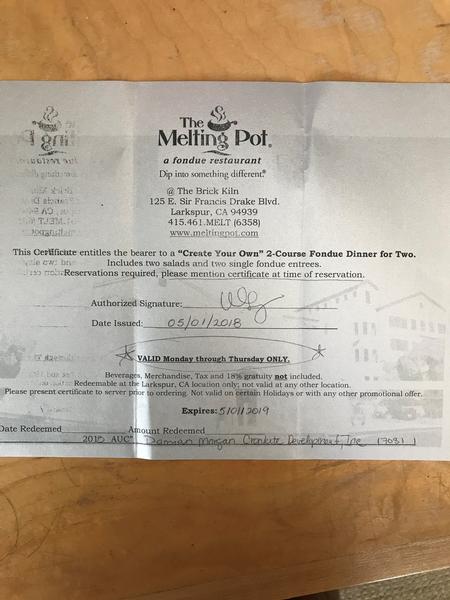 The
Melting Pot®
a fondue restaurant
Dip into something different.®
@ The Brick Kiln
125 E. Sir Francis Drake Blvd.
Larkspur, CA 94939
415.461.MELT (6358)
www.meltingpot.com
This Certificate entitles the bearer to a “Create Your Own” 2-Course Fondue Dinner for Two.
Includes two salads and two single fondue entrees.
Reservations required, please mention certificate at time of reservation.
Authorized Signature:
Date Issued: 05/01/2018
VALID Monday through Thursday ONLY.
Beverages, Merchandise, Tax and 18% gratuity not included.
Redeemable at the Larkspur, CA location only; not valid at any other location.
Please present certificate to server prior to ordering. Not valid on certain Holidays or with any other promotional offer.
Expires: 5/01/2019
Date Redeemed Amount Redeemed
AUC Damian Morgan Development, Inc